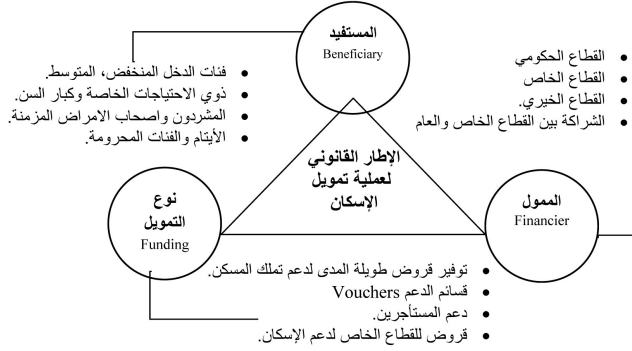 المستفيد
Beneficiary
فئات الدخل المنخفض، المتوسط.
ذوي الاحتياجات الخاصة وكبار السن.
المشردون واصحاب الامراض المزمنة.
الأيتام والفئات المحرومة.
القطاع الحكومي
القطاع الخاص
القطاع الخيري.
الشراكة بين القطاع الخاص والعام
الإطار القانوني
لعملية تمويل
الإسكان
نوع
التمويل
Funding
الممول
Financier
توفير قروض طويلة المدى لدعم تملك المسكن.
قسائم الدعم Vouchers
دعم المستأجرين.
قروض للقطاع الخاص لدعم الإسكان.